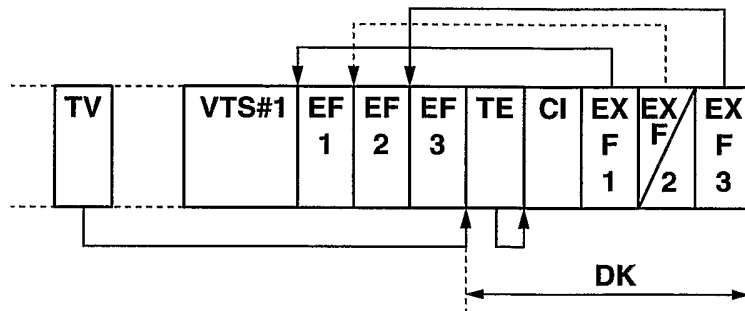 TV VTS#1 EF EF EF TE CI EX EX EX
1 2 3 F F F
1 2 3
DK